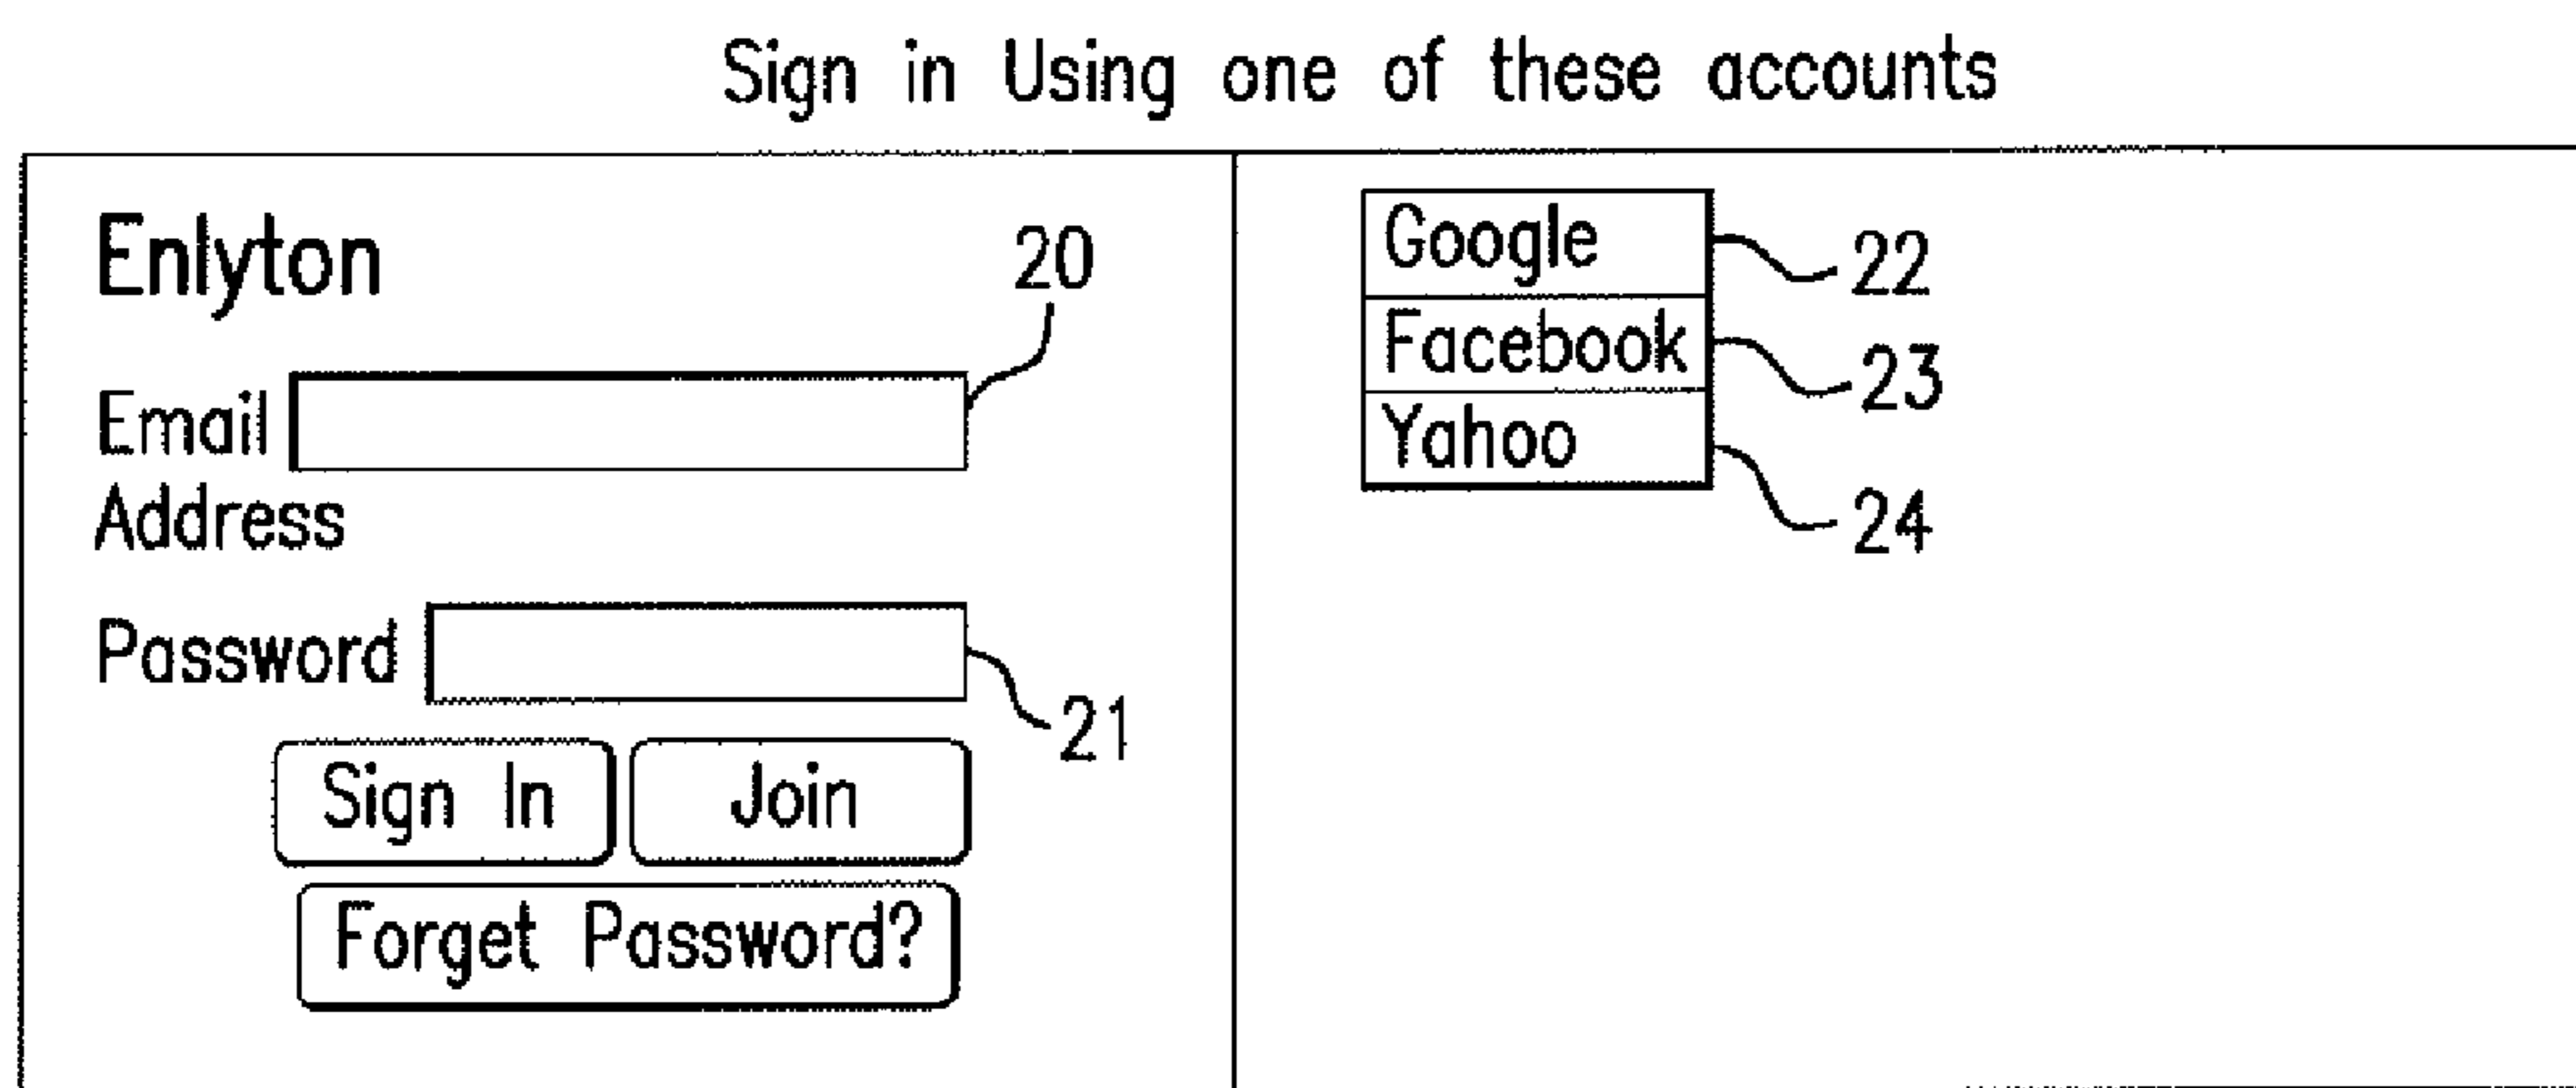 Sign in Using one of these accounts
Enlyton
20
Email
Address
Password
21
Sign In
Join
Forget Password?
Google
22
Facebook
23
Yahoo
24